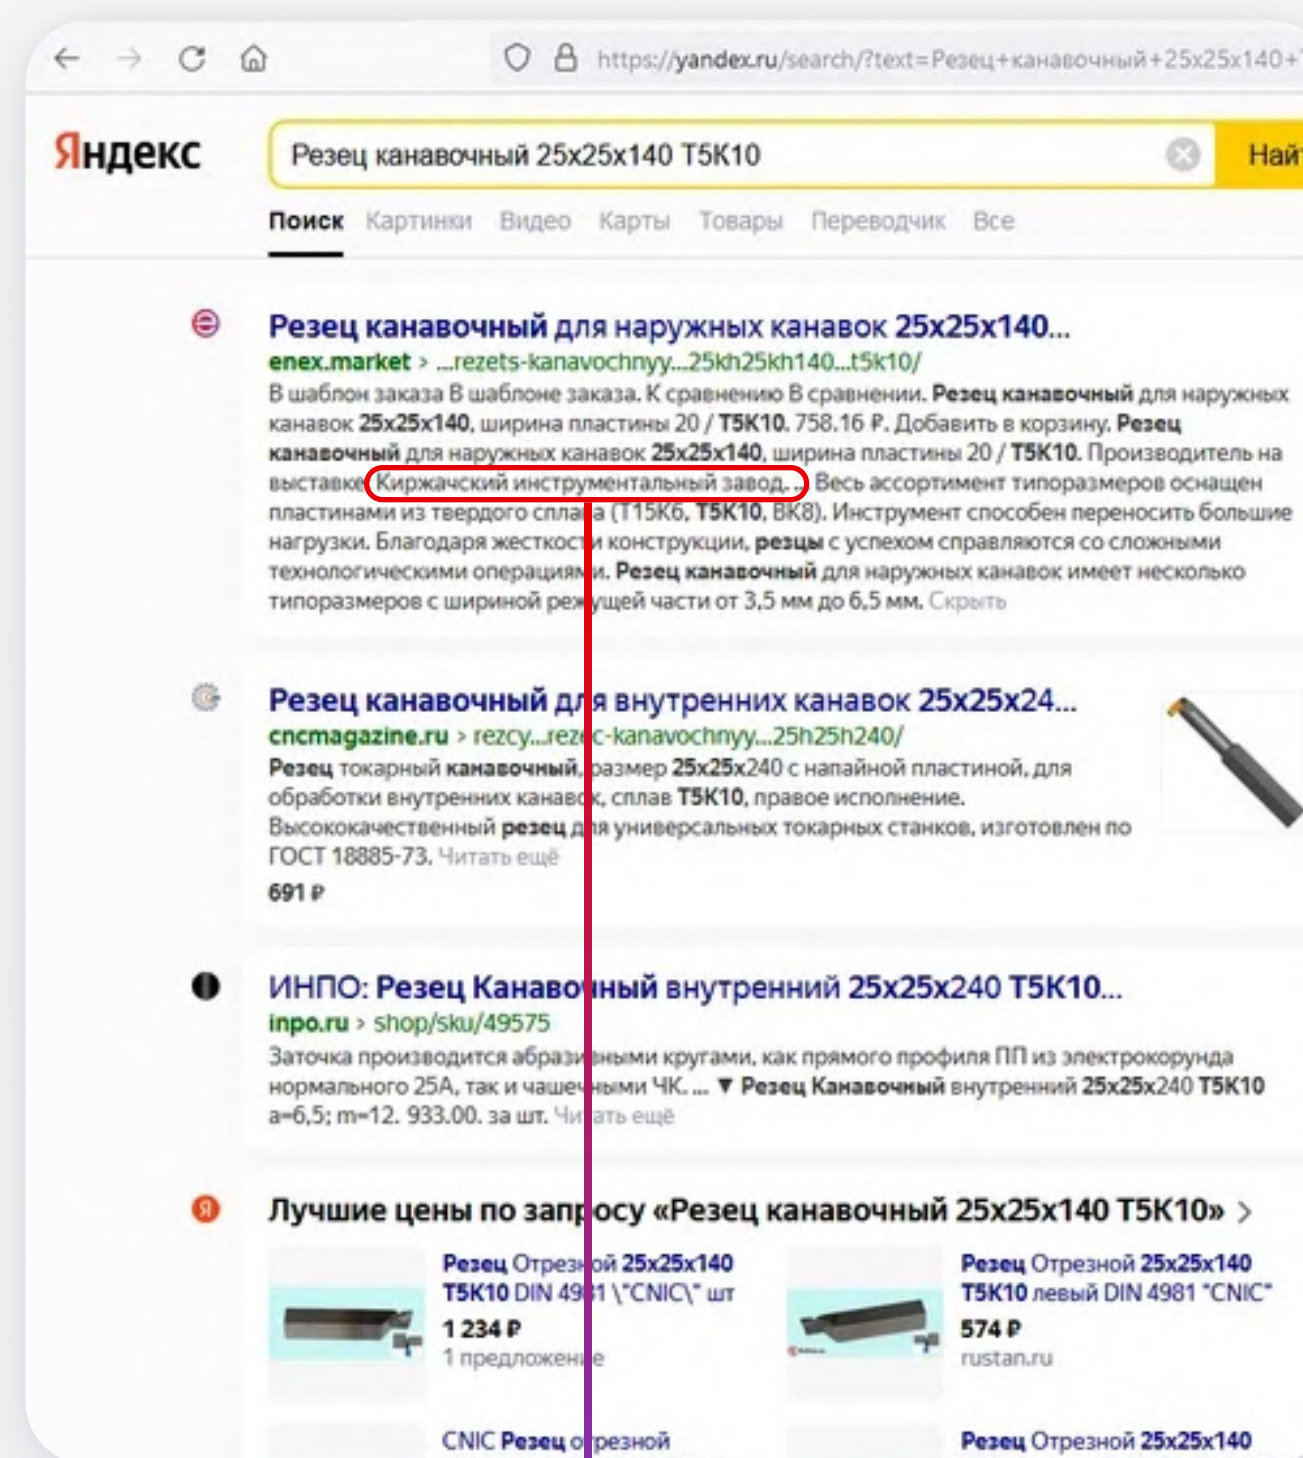 https://yandex.ru/search/?text=Резец+канавочный+25x25x140+
Яндекс
Резец канавочный 25x25x140 Т5К10
Най
Поиск Картинки Видео Карты Товары Переводчик Все
Резец канавочный для наружных канавок 25х25х140...
enex.market › ...rezets-kanavochnyy...25kh25kh140...t5k10/
В шаблон заказа В шаблоне заказа. К сравнению В сравнении. Резец канавочный для наружных
канавок 25х25х140, ширина пластины 20 / Т5К10. 758.16 ₽. Добавить в корзину. Резец
канавочный для наружных канавок 25х25х140, ширина пластины 20 / Т5К10. Производитель на
выставке Киржачский инструментальный завод. ... Весь ассортимент типоразмеров оснащен
пластинами из твердого сплава (Т15К6, Т5К10, ВК8). Инструмент способен переносить большие
нагрузки. Благодаря жесткости конструкции, резцы с успехом справляются со сложными
технологическими операциями. Резец канавочный для наружных канавок имеет несколько
типоразмеров с шириной режущей части от 3,5 мм до 6,5 мм. Скрыть
Резец канавочный для внутренних канавок 25х25х24...
cncmagazine.ru › rezcy...rezec-kanavochnyy...25h25h240/
Резец токарный канавочный, размер 25х25х240 с напайной пластиной, для
обработки внутренних канавок, сплав Т5К10, правое исполнение.
Высококачественный резец для универсальных токарных станков, изготовлен по
ГОСТ 18885-73. Читать ещё
691 ₽
ИНПО: Резец Канавочный внутренний 25х25х240 Т5К10...
inpo.ru › shop/sku/49575
Заточка производится абразивными кругами, как прямого профиля ПП из электрокорунда
нормального 25А, так и чашечными ЧК. ... ▼ Резец Канавочный внутренний 25х25х240 Т5К10
a=6,5; m=12. 933.00. за шт. Читать ещё
Лучшие цены по запросу «Резец канавочный 25x25x140 Т5К10» >
Резец Отрезной 25х25х140
Т5К10 DIN 4981 \"CNIC\" шт
1 234 ₽
1 предложение
Резец Отрезной 25х25х140
Т5К10 левый DIN 4981 "CNIC"
574 ₽
rustan.ru
CNIC Резец отрезной
Резец Отрезной 25х25х140